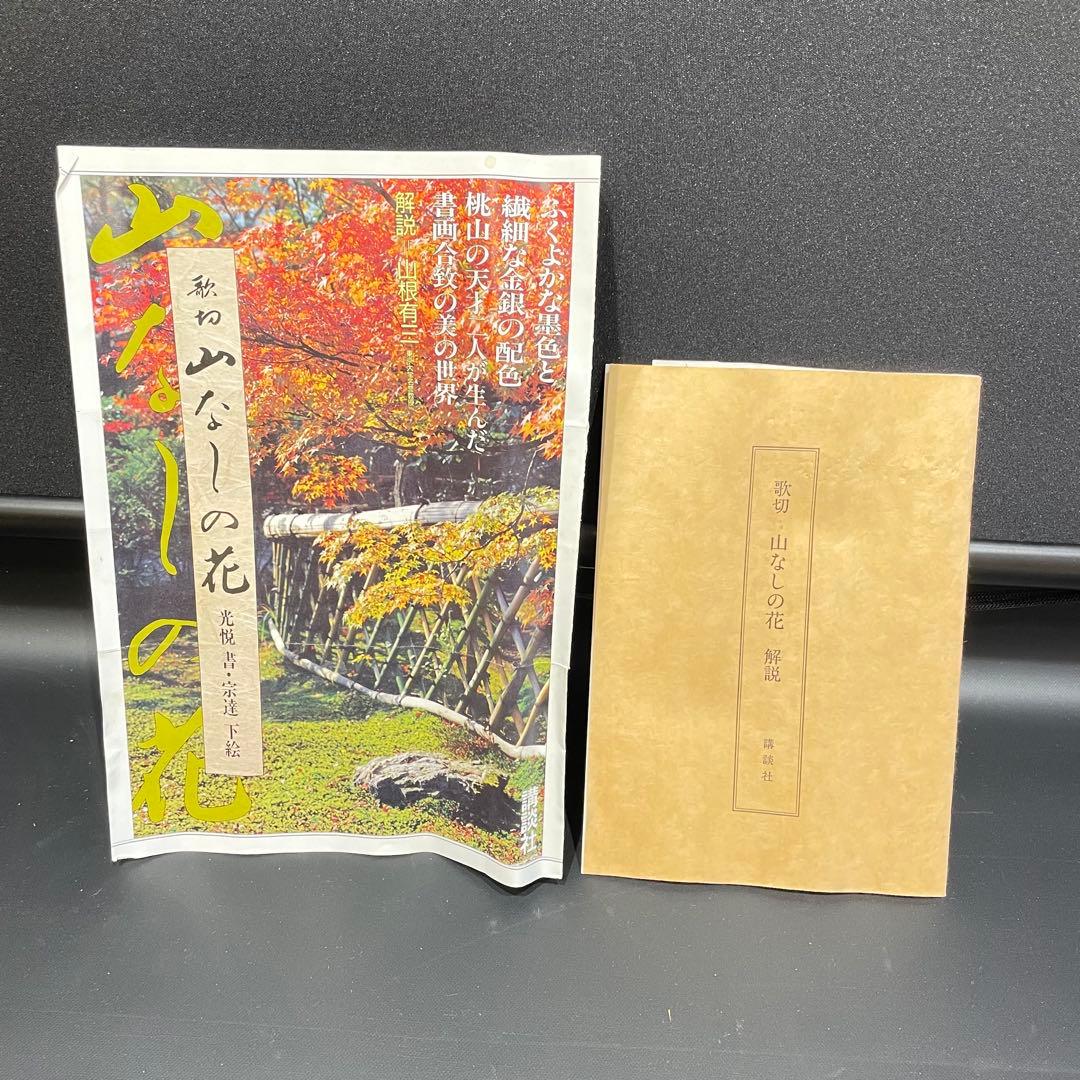 ふくよかな墨色と
繊細な金銀の配色
桃山の天才二人が生んだ
書画合致の美の世界
解説＝山根有三
山なしの花
歌切 山なしの花 光悦 書・宗達 下絵
講談社
歌切・山なしの花 解説 講談社